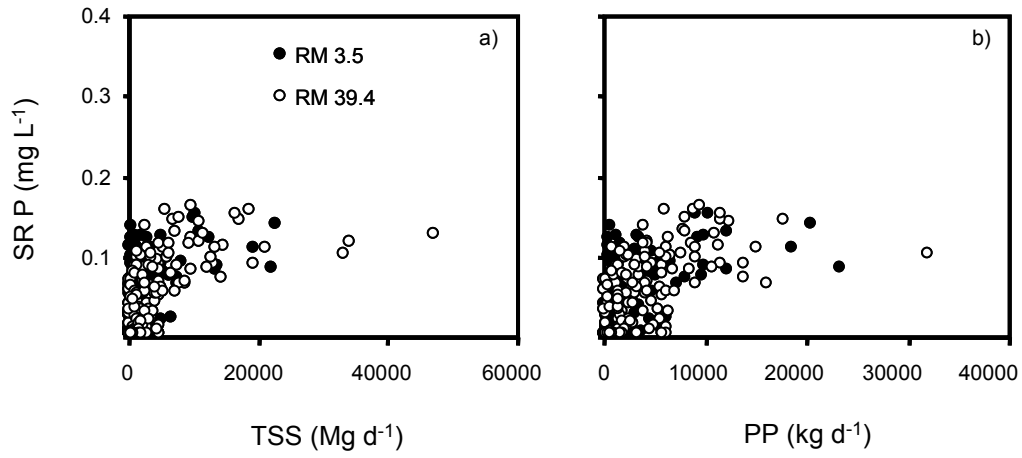 0.4
0.3
0.2
0.1
SRP (mg L⁻¹)
a)
RM 3.5
RM 39.4
0 20000 40000 60000
TSS (Mg d⁻¹)
b)
0 10000 20000 30000 40000
PP (kg d⁻¹)